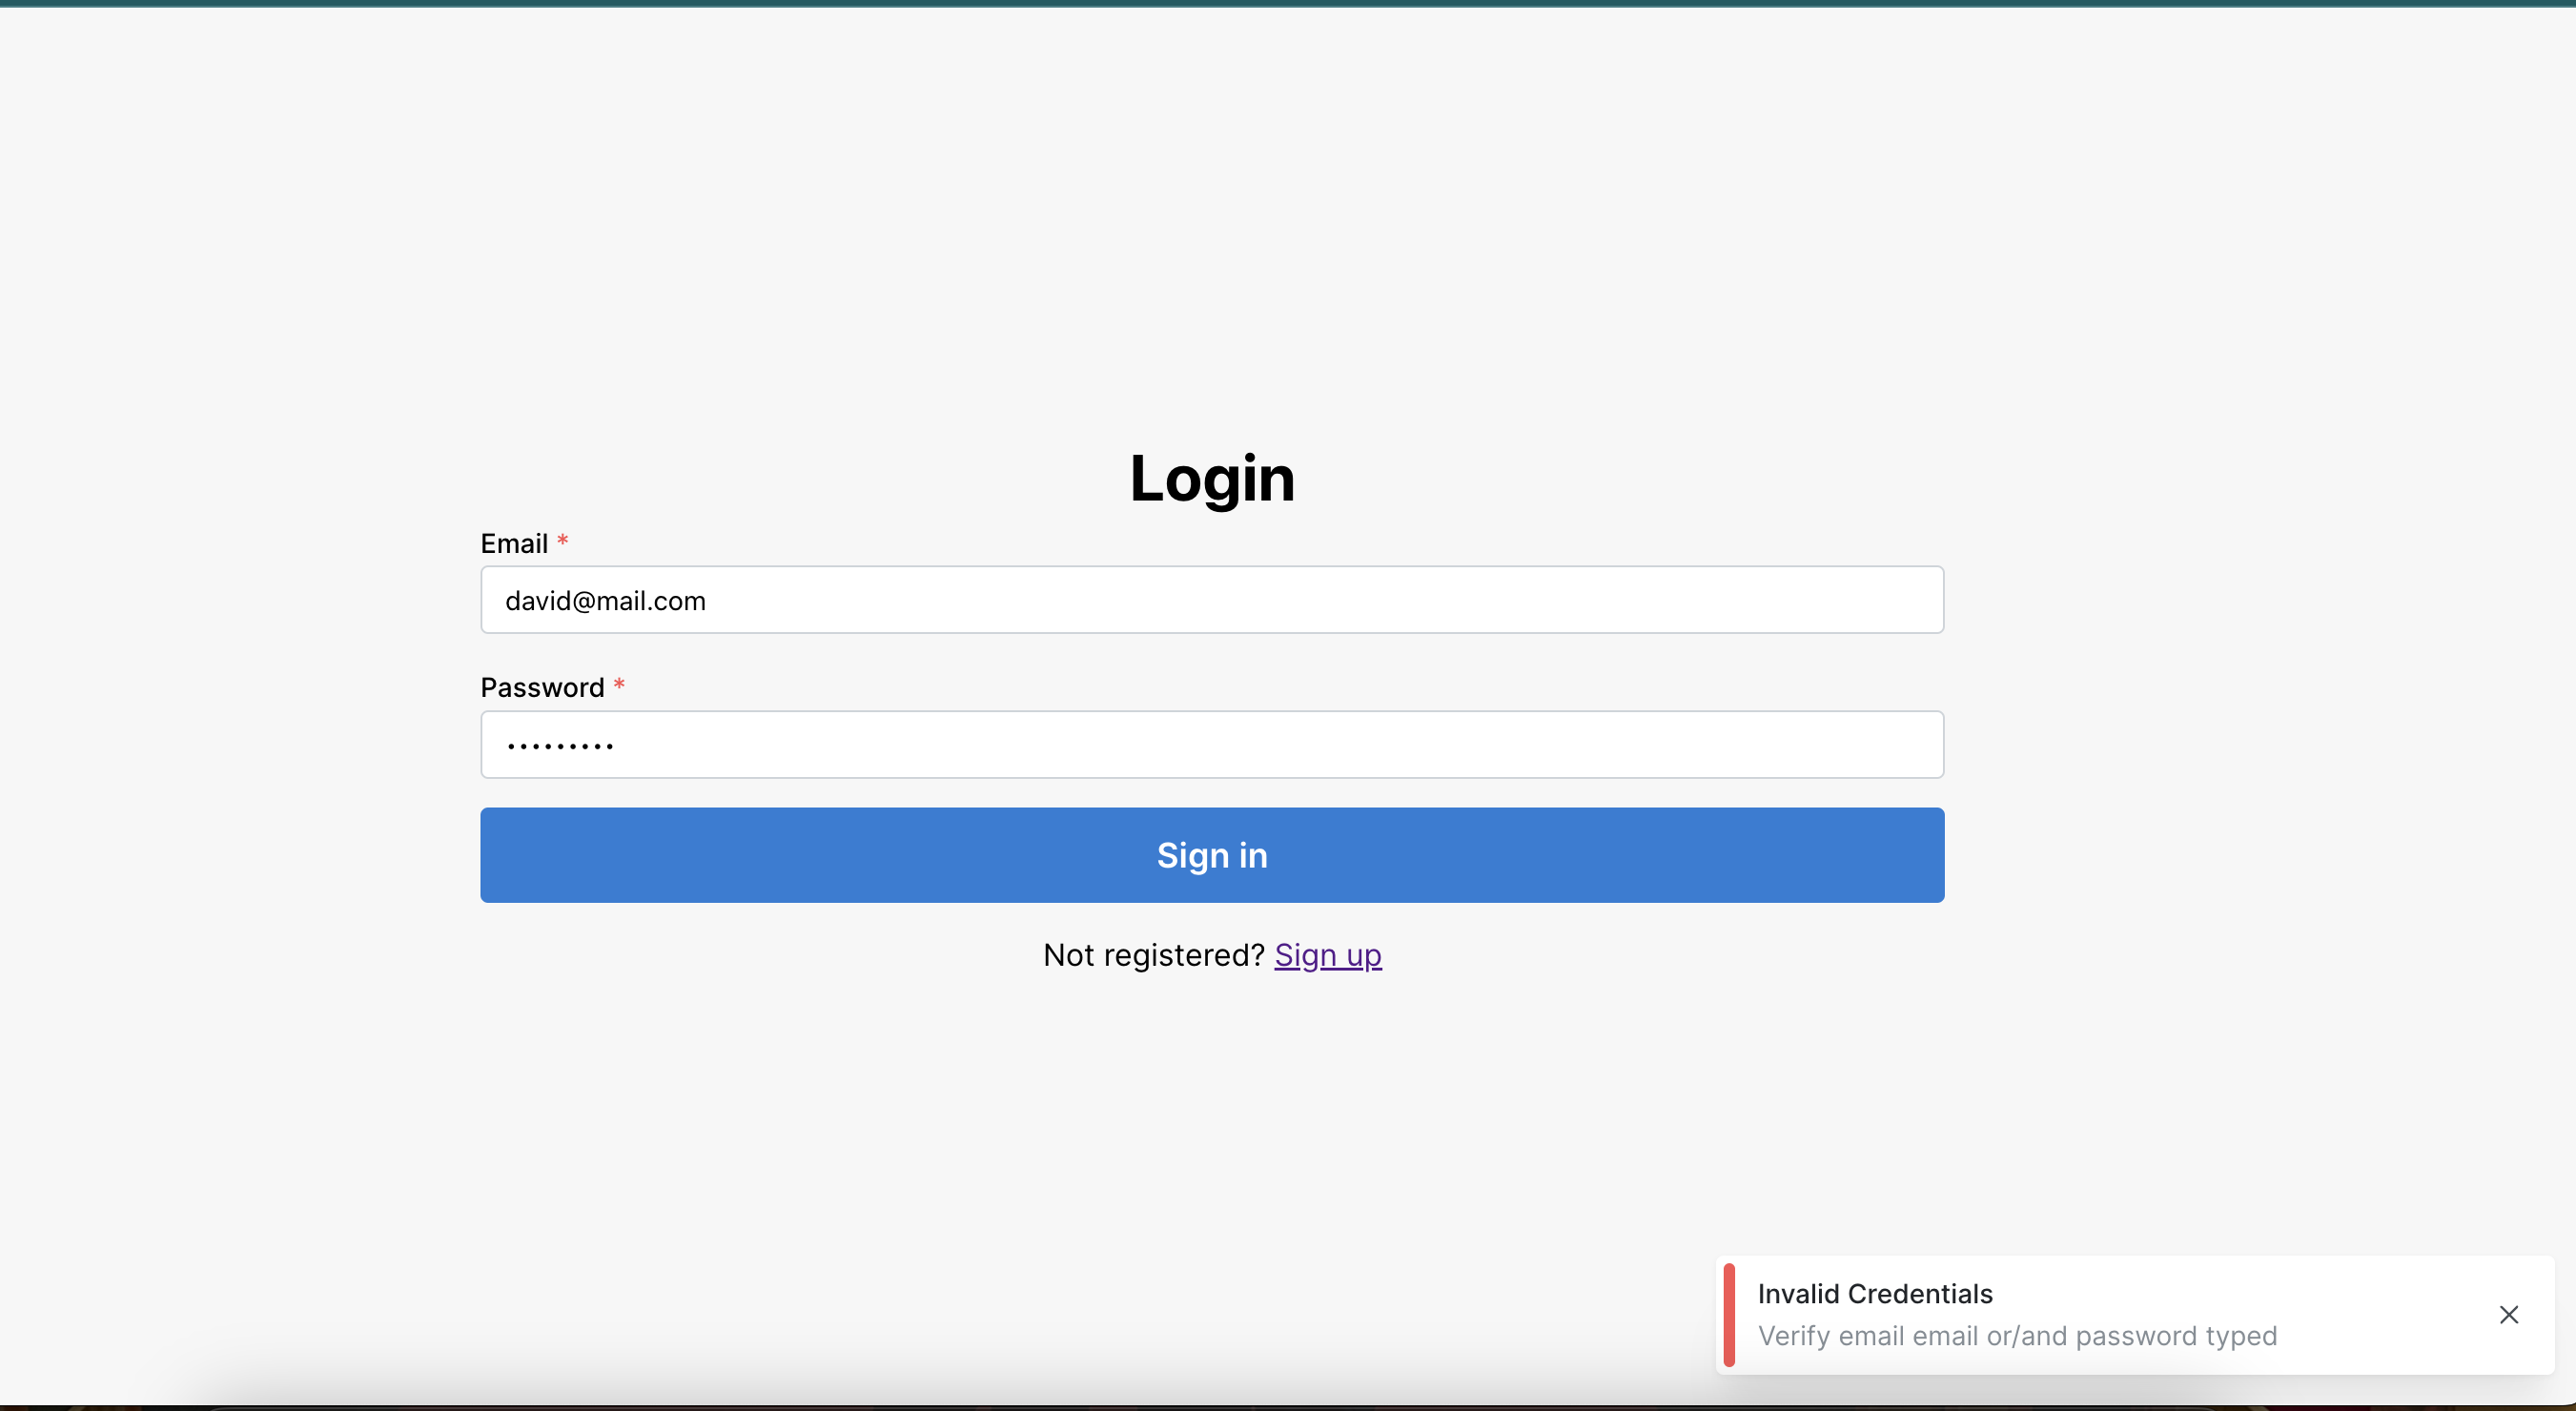 Login
Email *
david@mail.com
Password *
•••••••••
Sign in
Not registered? Sign up
Invalid Credentials
Verify email email or/and password typed